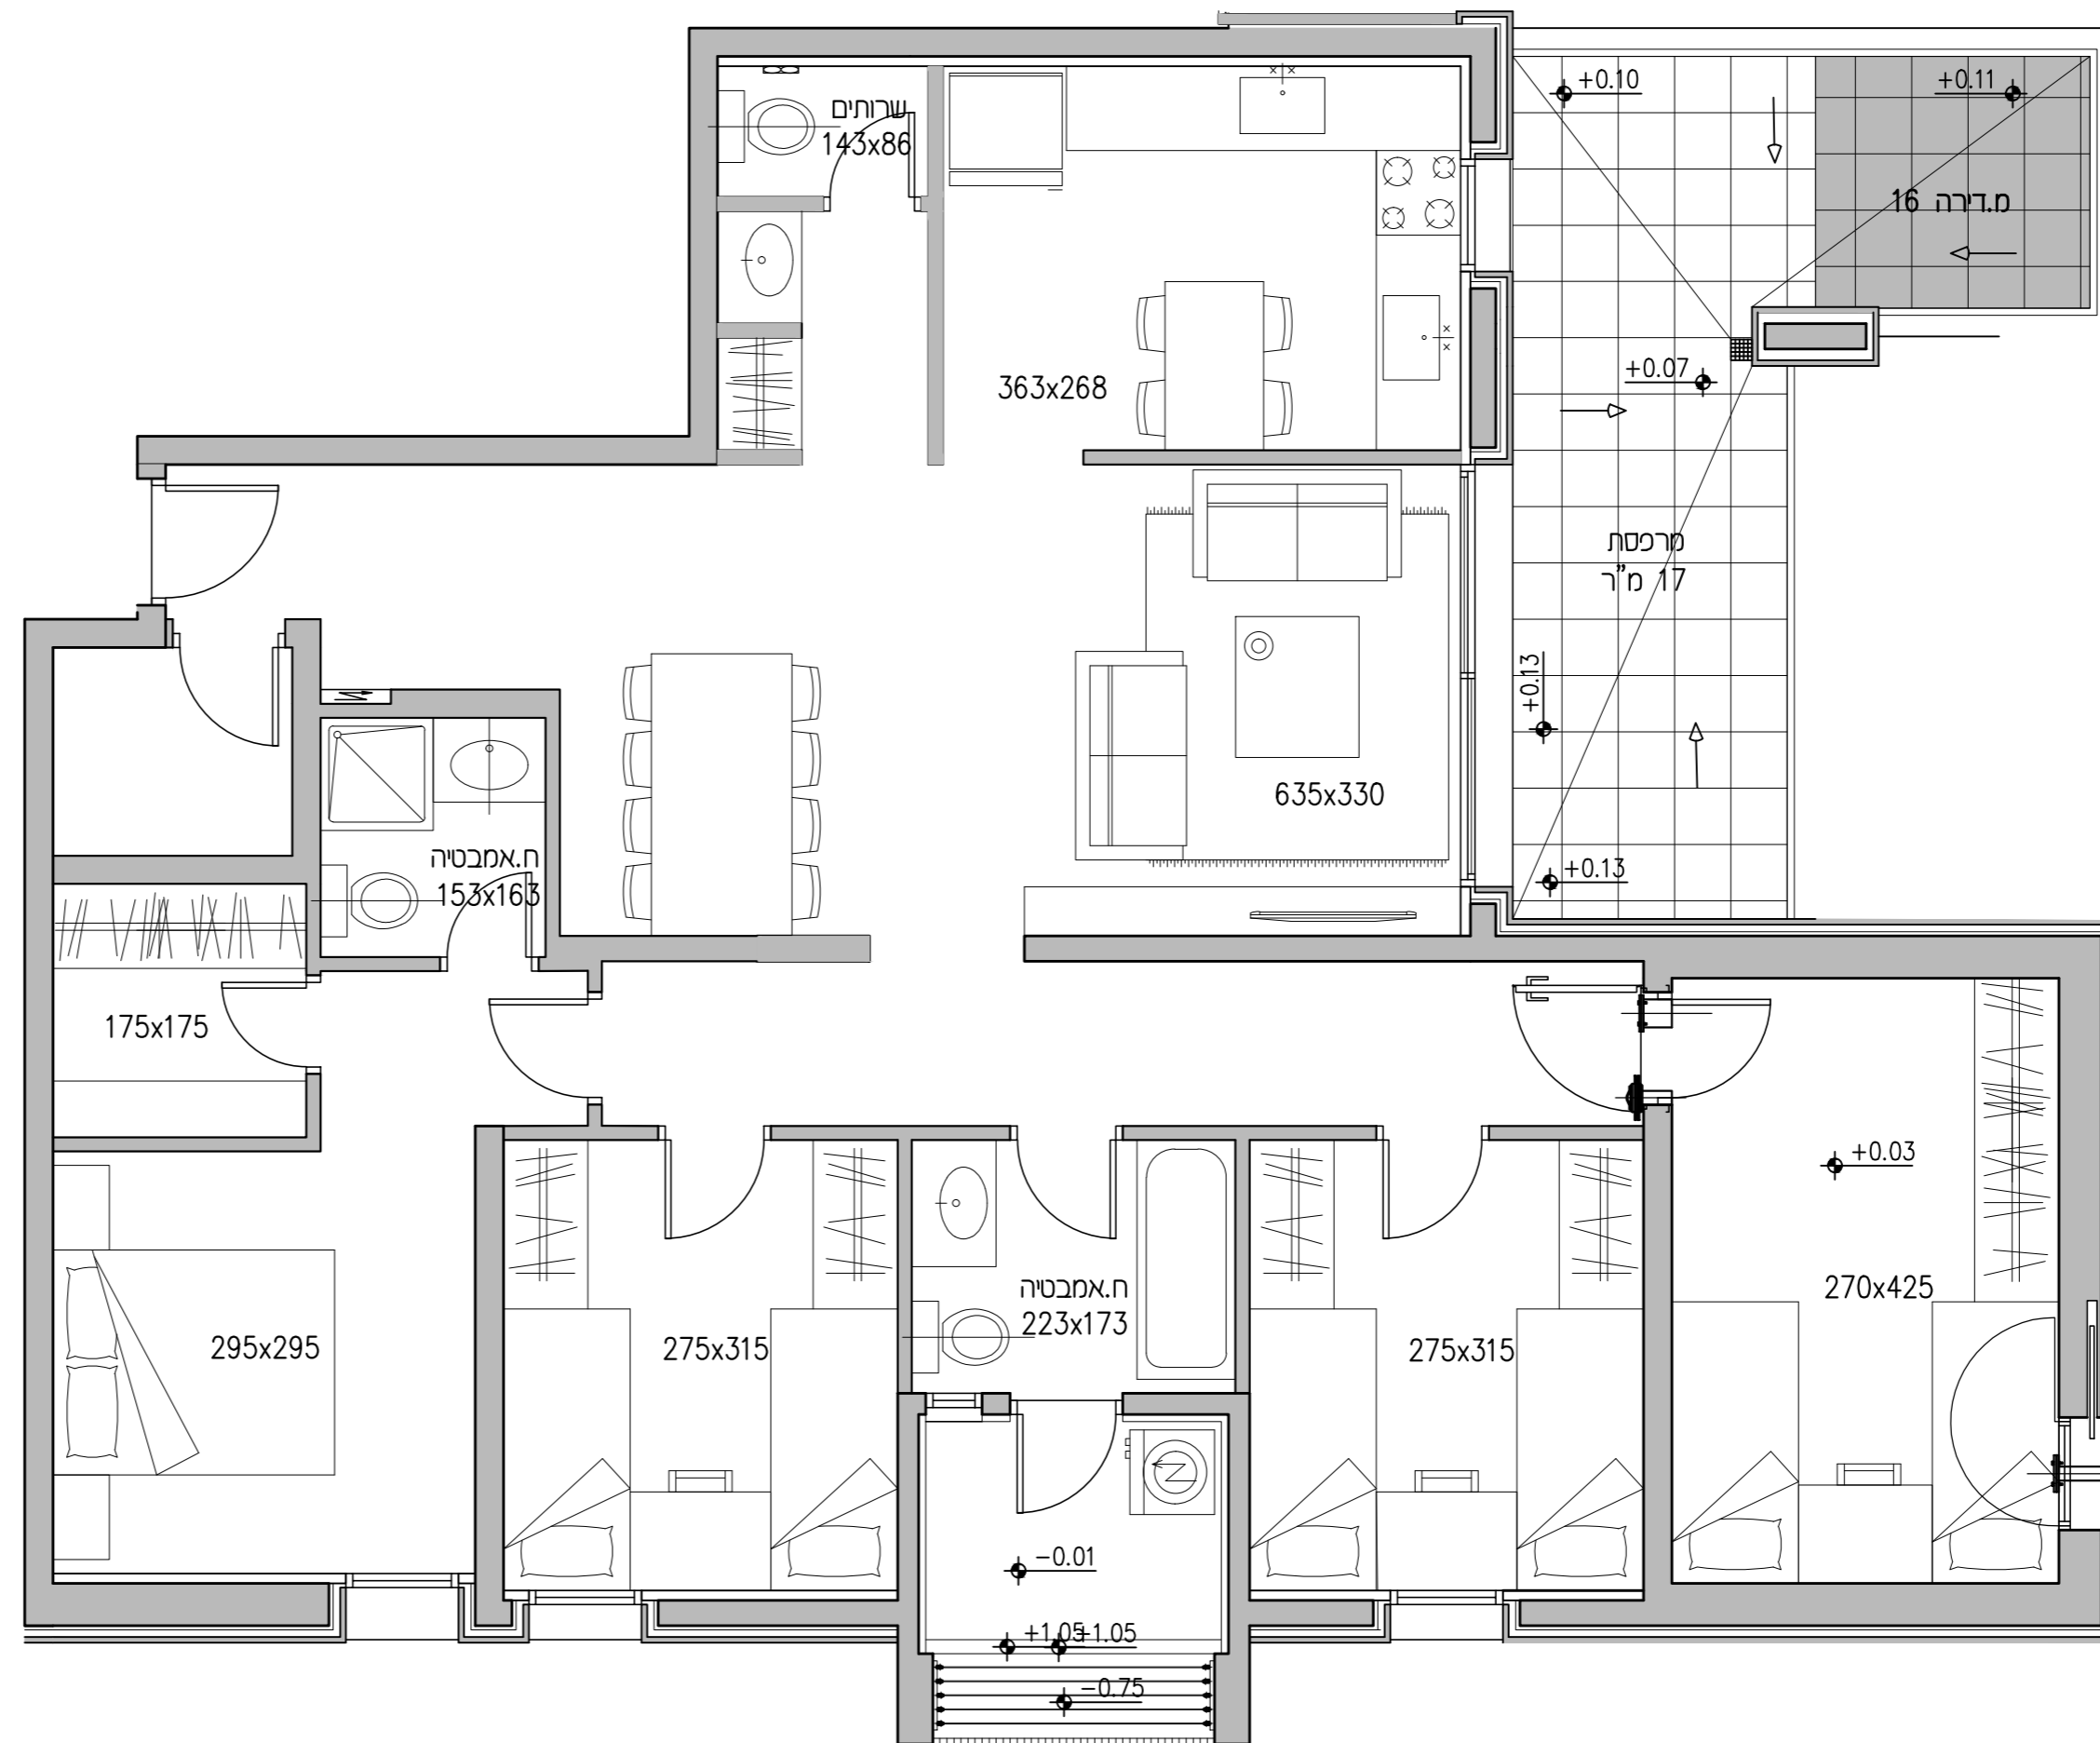 שרותים
143x86
+0.10
+0.11
מ.דירה 16
363x268
+0.07
מרפסת
17 מ"ר
+0.13
635x330
+0.13
ח.אמבטיה
153x163
175x175
+0.03
270x425
ח.אמבטיה
223x173
295x295
275x315
275x315
-0.01
+1.05
+1.05
-0.75